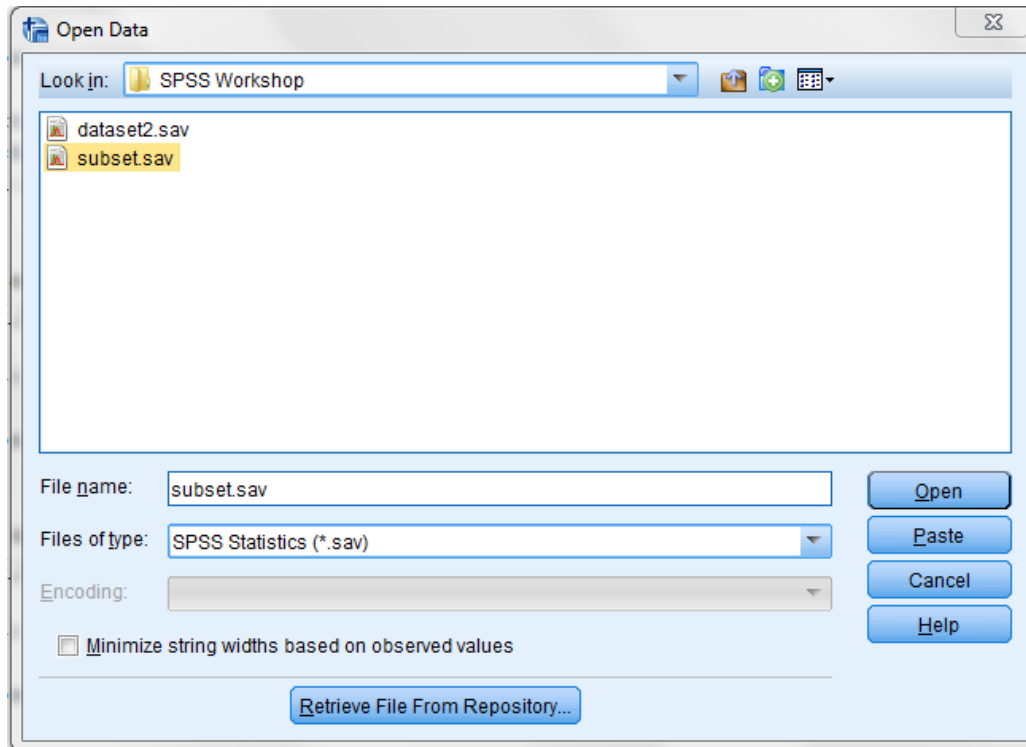 Open Data
Look in: SPSS Workshop
dataset2.sav
subset.sav
File name: subset.sav
Open
Files of type: SPSS Statistics (*.sav)
Paste
Encoding:
Cancel
Help
Minimize string widths based on observed values
Retrieve File From Repository...